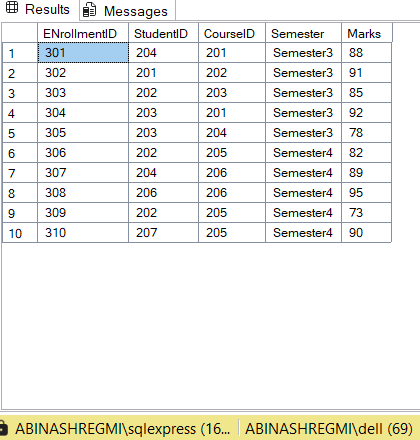 Results Messages
ENrollmentID StudentID CourseID Semester Marks
1 301 204 201 Semester3 88
2 302 201 202 Semester3 91
3 303 202 203 Semester3 85
4 304 203 201 Semester3 92
5 305 203 204 Semester3 78
6 306 202 205 Semester4 82
7 307 204 206 Semester4 89
8 308 206 206 Semester4 95
9 309 202 205 Semester4 73
10 310 207 205 Semester4 90
ABINASHREGMI\sqlexpress (16... ABINASHREGMI\dell (69)